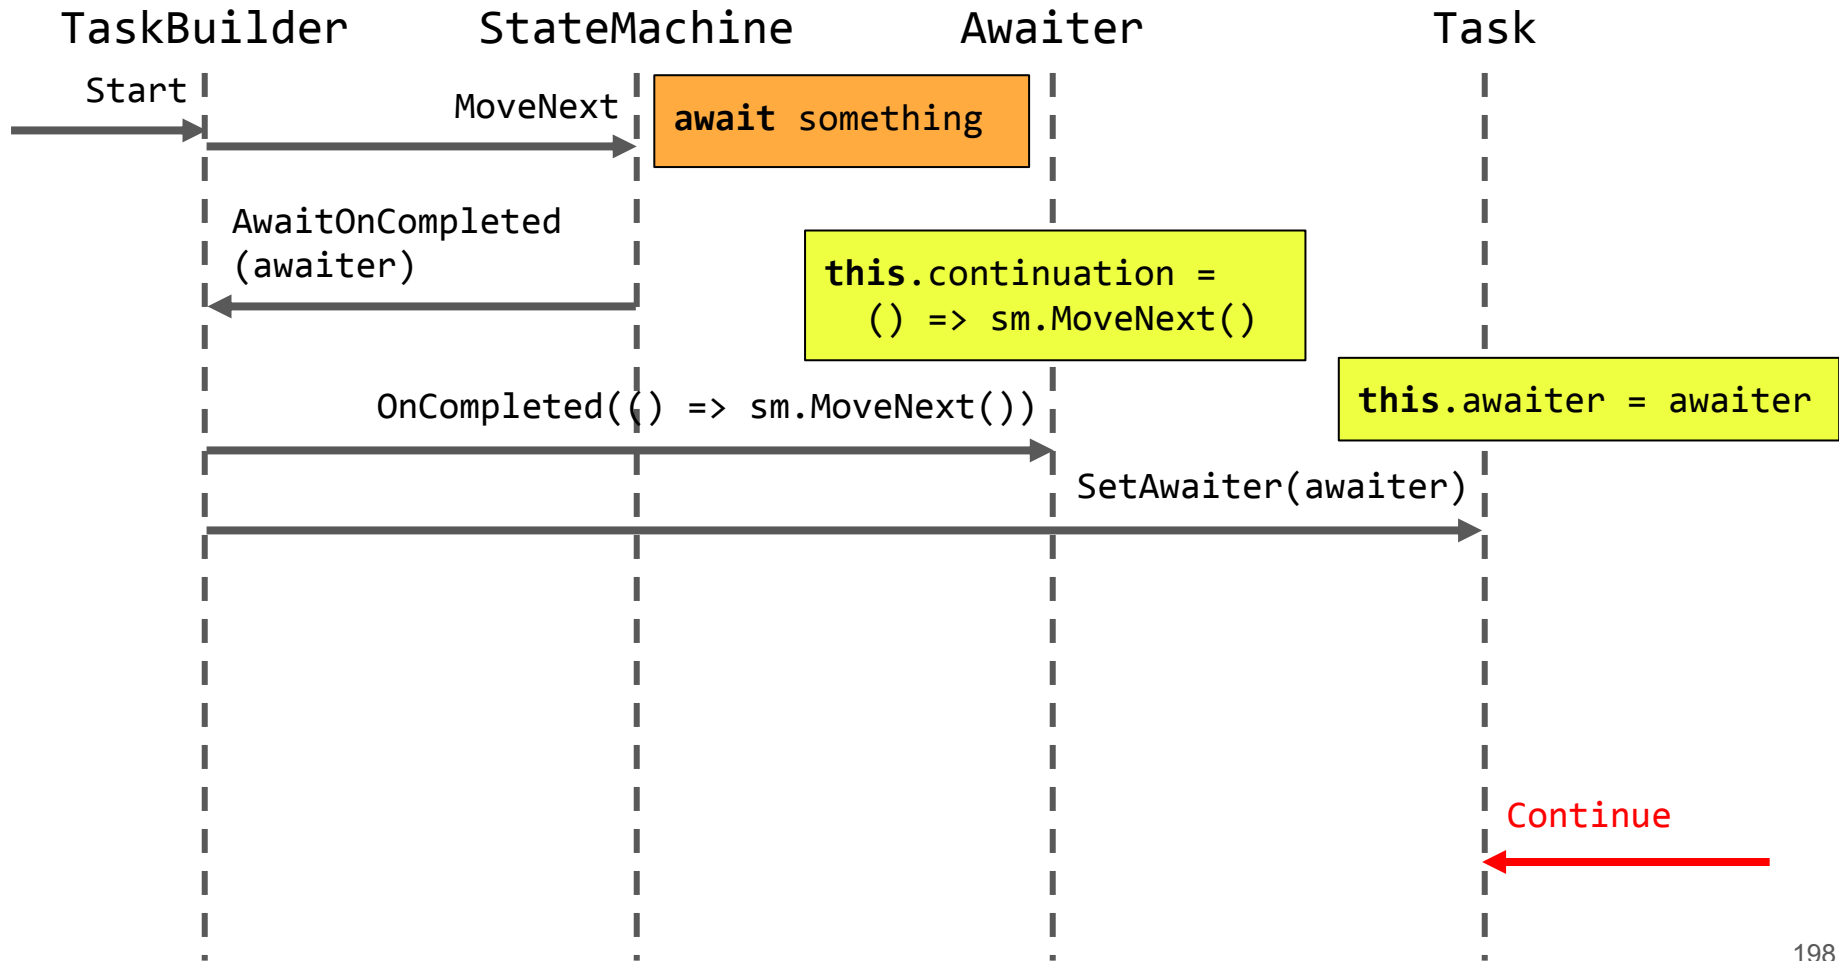 TaskBuilder StateMachine Awaiter Task
Start
MoveNext
await something
AwaitOnCompleted
(awaiter)
this.continuation =
() => sm.MoveNext()
OnCompleted(() => sm.MoveNext())
this.awaiter = awaiter
SetAwaiter(awaiter)
Continue
198